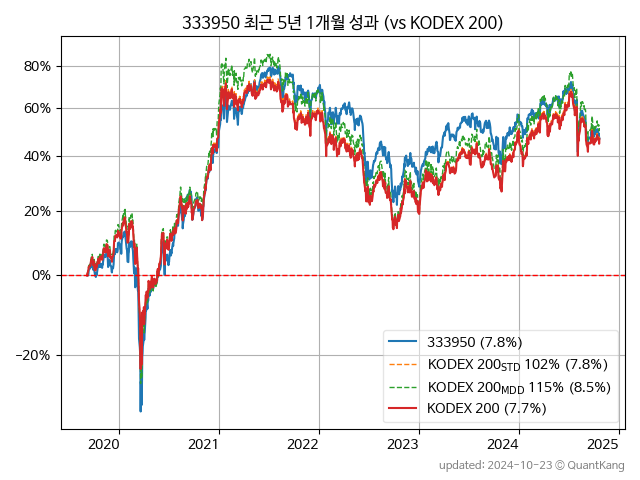 333950 최근 5년 1개월 성과 (vs KODEX 200)
80%
60%
40%
20%
0%
−20%
333950 (7.8%)
KODEX 200STD 102% (7.8%)
KODEX 200MDD 115% (8.5%)
KODEX 200 (7.7%)
2020 2021 2022 2023 2024 2025
updated: 2024-10-23 © QuantKang